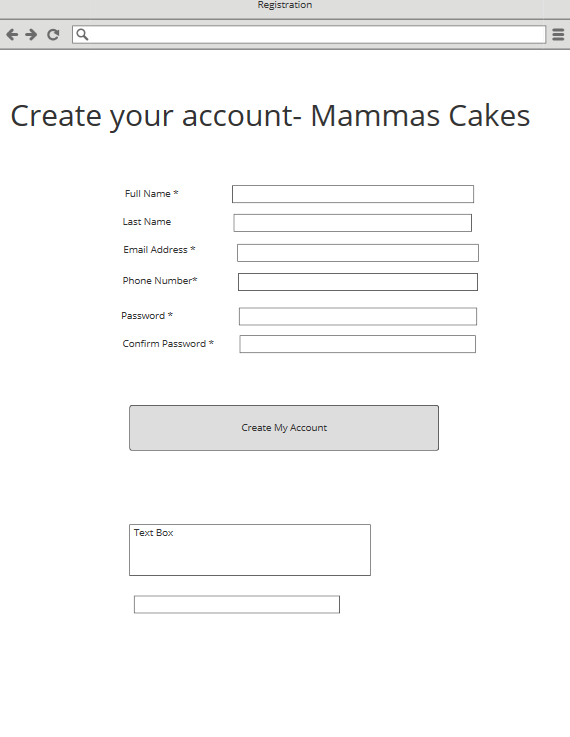 Registration
Create your account- Mammas Cakes
Full Name *
Last Name
Email Address *
Phone Number*
Password *
Confirm Password *
Create My Account
Text Box